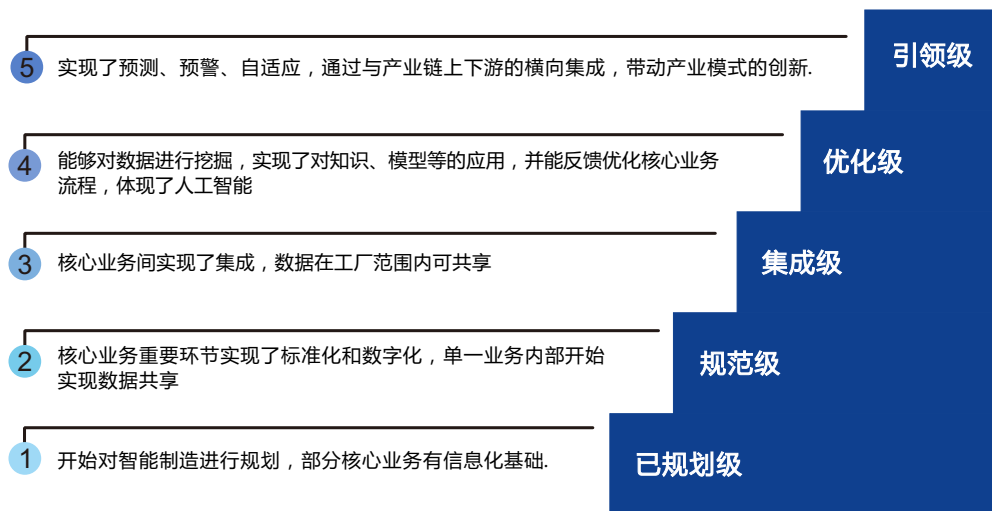 引领级
5
实现了预测、预警、自适应，通过与产业链上下游的横向集成，带动产业模式的创新.
优化级
4
能够对数据进行挖掘，实现了对知识、模型等的应用，并能反馈优化核心业务
流程，体现了人工智能
集成级
3
核心业务间实现了集成，数据在工厂范围内可共享
规范级
2
核心业务重要环节实现了标准化和数字化，单一业务内部开始
实现数据共享
已规划级
1
开始对智能制造进行规划，部分核心业务有信息化基础.